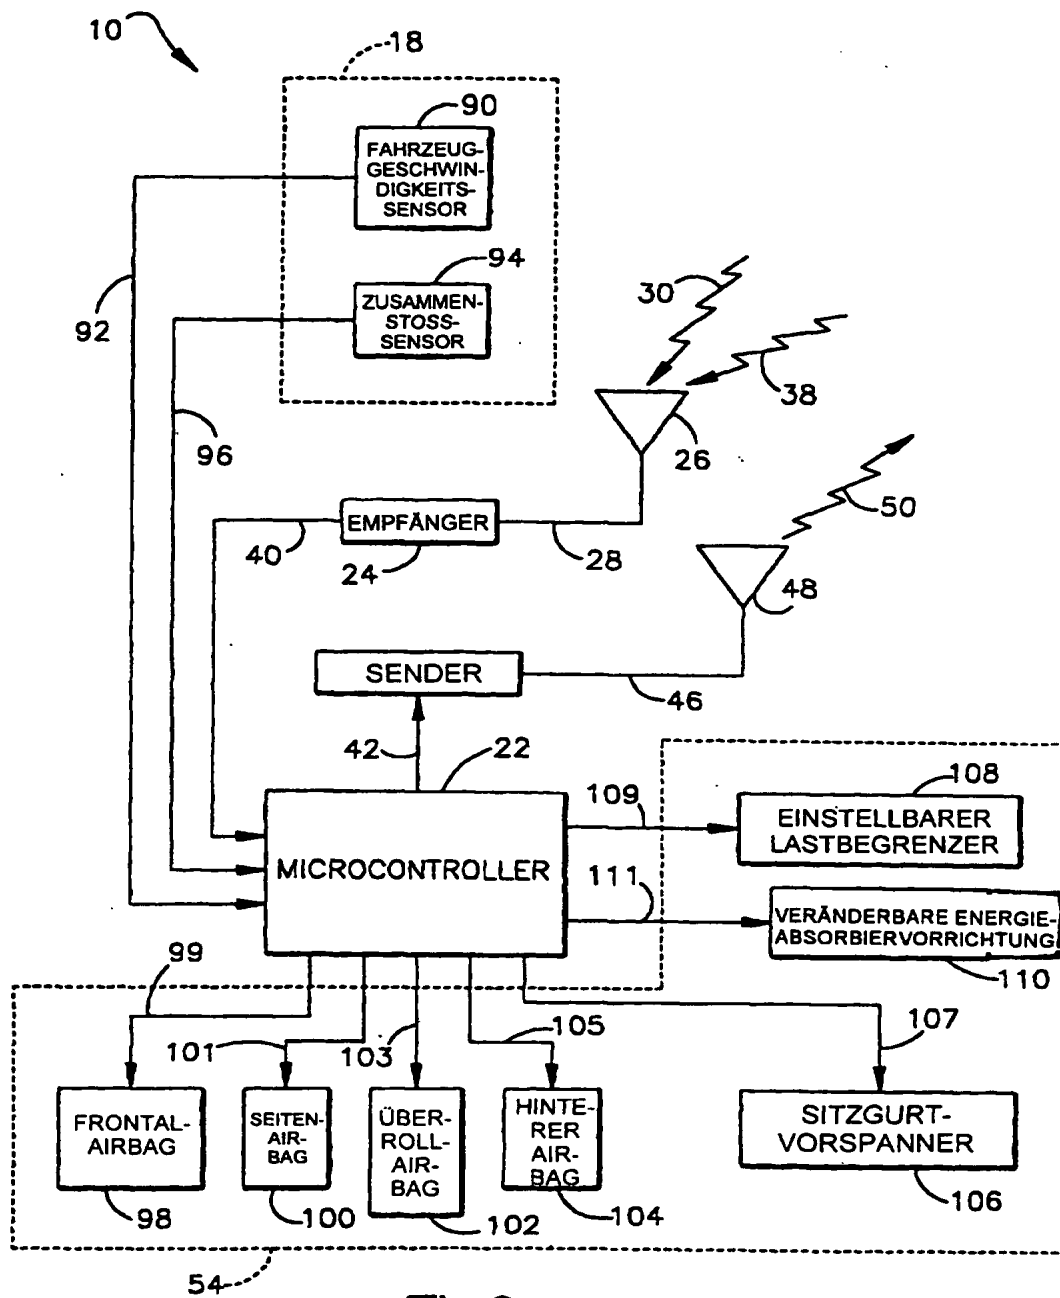 10
18
90
FAHRZEUG-
GESCHWIN-
DIGKEITS-
SENSOR
94
ZUSAMMEN-
STOSS-
SENSOR
92
96
30
38
26
50
EMPFÄNGER
40
24
28
48
SENDER
46
42
22
109
108
EINSTELLBARER
LASTBEGRENZER
MICROCONTROLLER
111
VERÄNDERBARE ENERGIE-
ABSORBIERVORRICHTUNG
110
99
101
103
105
107
FRONTAL-
AIRBAG
SEITEN-
AIR-
BAG
ÜBER-
ROLL-
AIR-
BAG
HINTE-
RER
AIR-
BAG
SITZGURT-
VORSPANNER
98
100
102
104
106
54